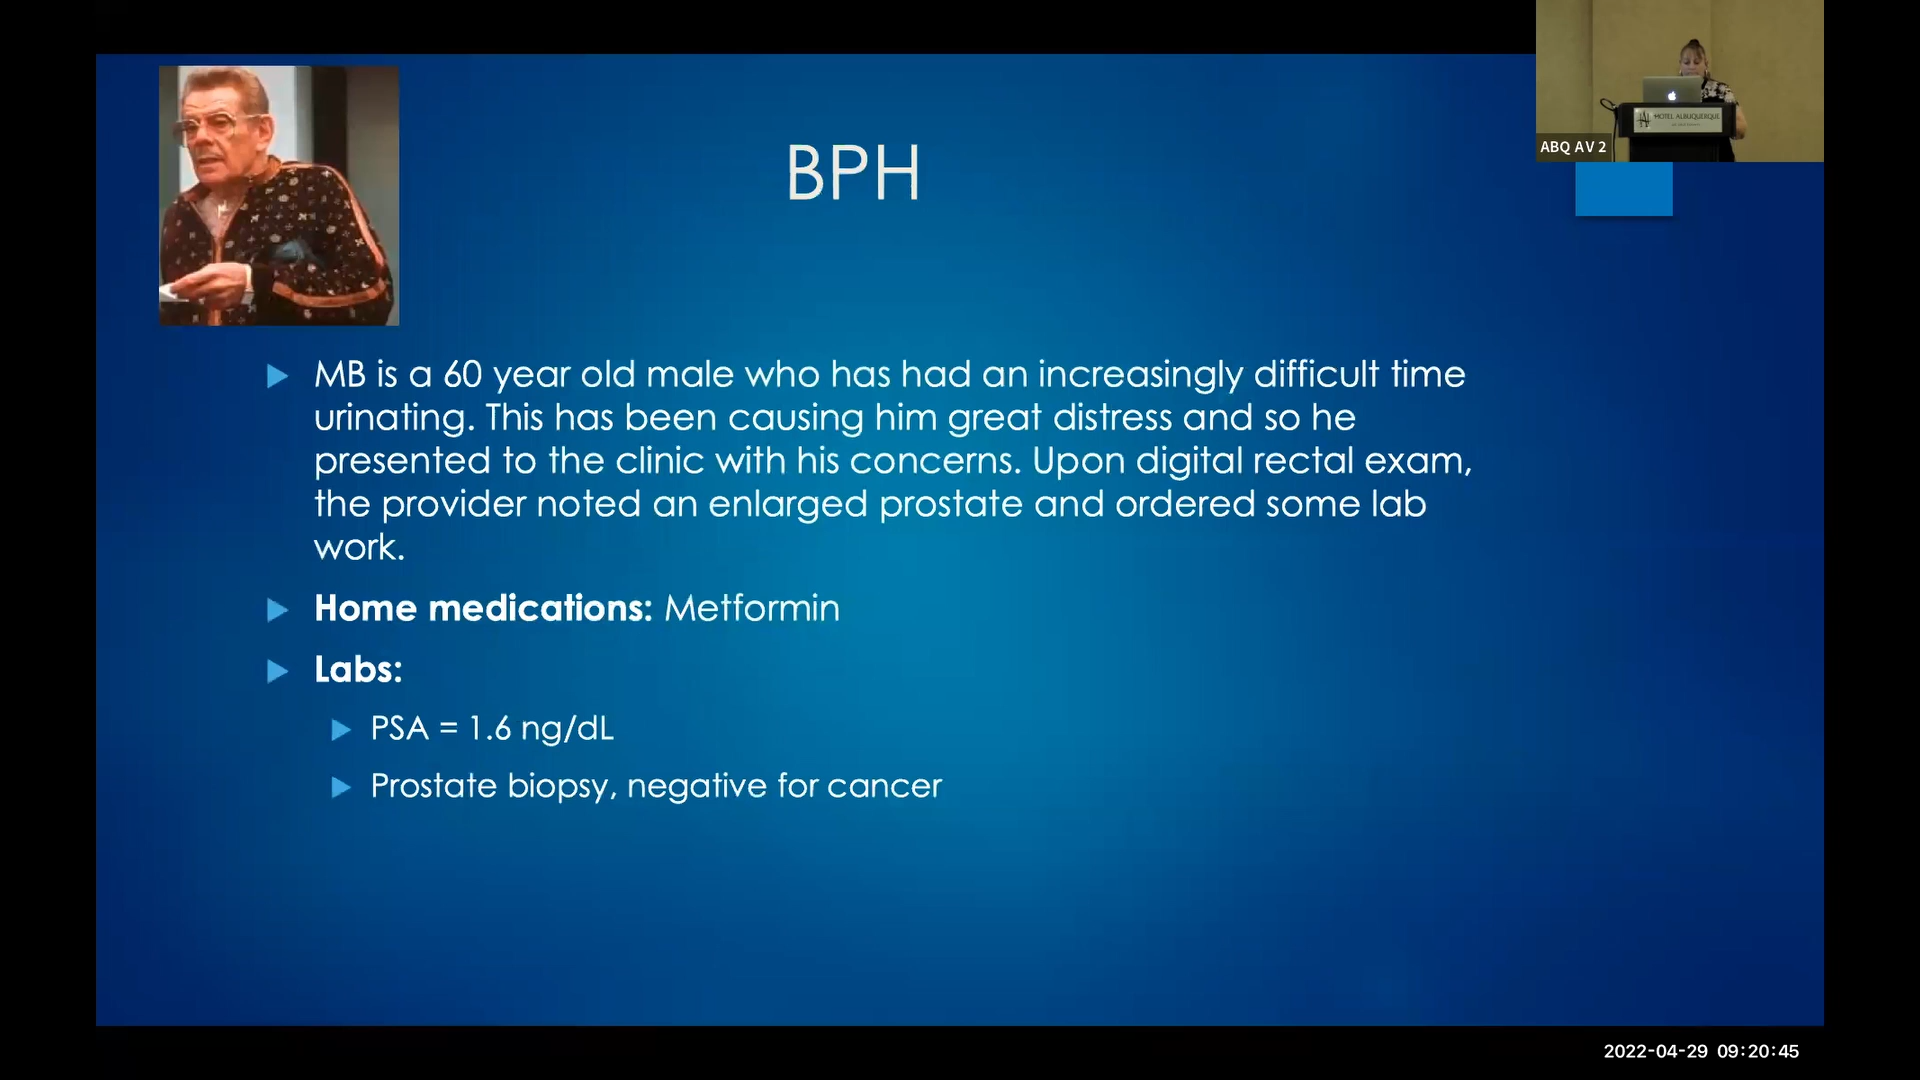 BPH
MB is a 60 year old male who has had an increasingly difficult time
urinating. This has been causing him great distress and so he
presented to the clinic with his concerns. Upon digital rectal exam,
the provider noted an enlarged prostate and ordered some lab
work.
Home medications: Metformin
Labs:
PSA = 1.6 ng/dL
Prostate biopsy, negative for cancer
HOTEL ALBUQUERQUE
ABQ AV 2
2022-04-29 09:20:45